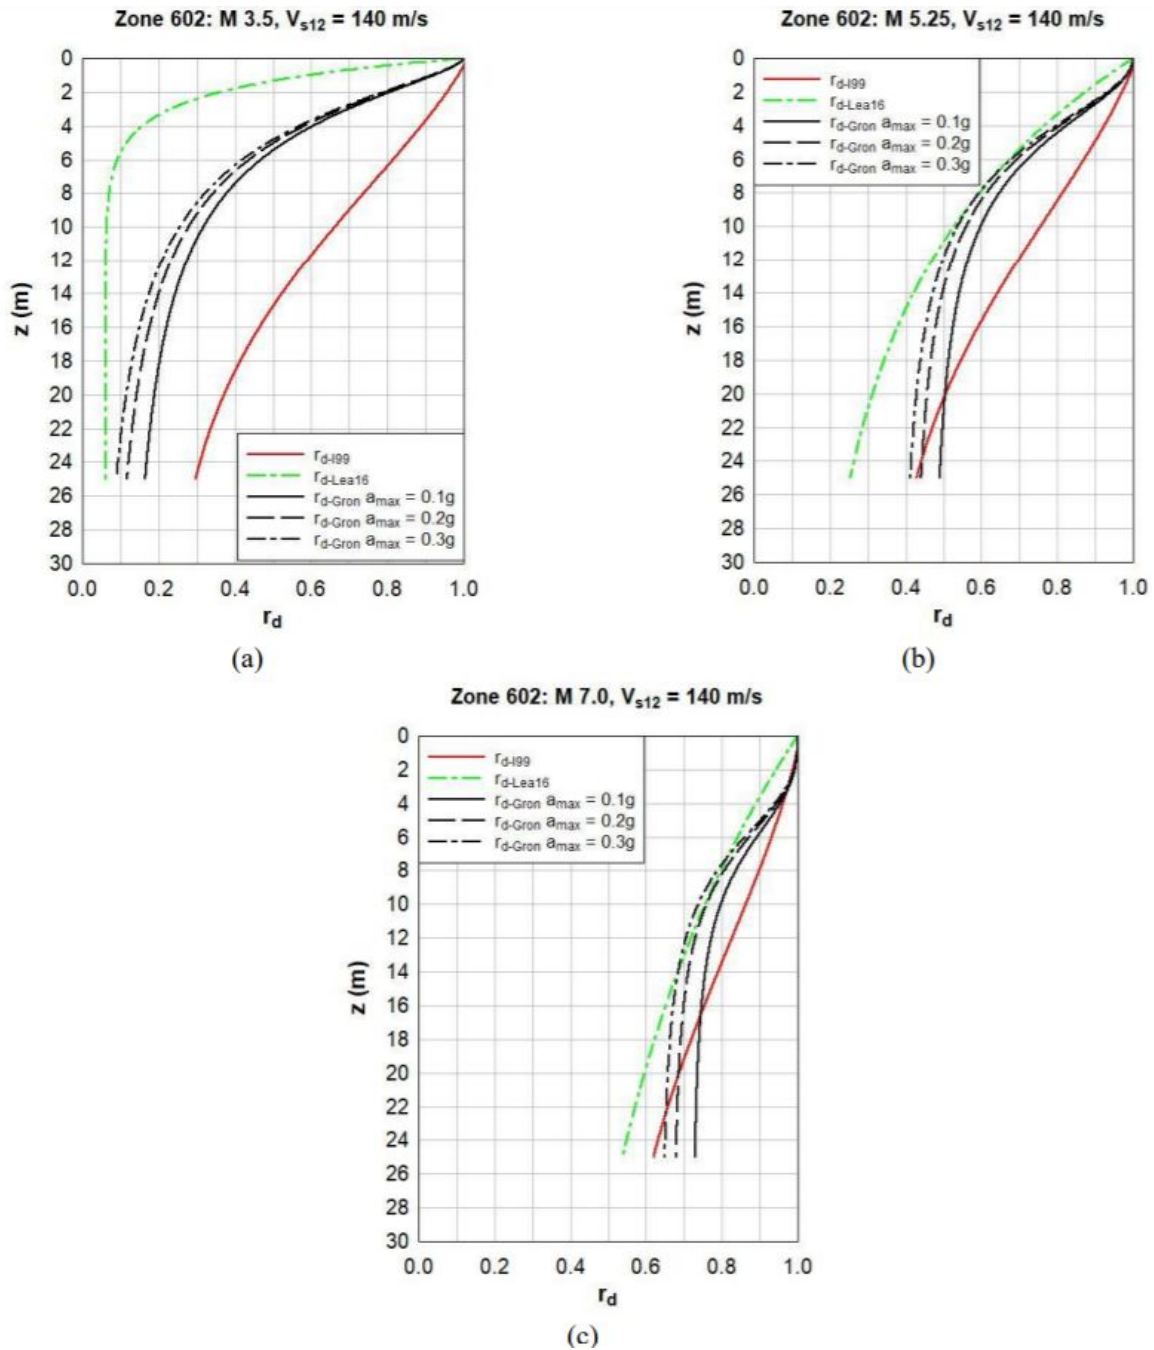 Zone 602: M 3.5, Vs12 = 140 m/s
0
2
4
6
8
10
12
14
16
18
20
22
24
26
28
30
z (m)
rd-I99
rd-Lea16
rd-Gron amax = 0.1g
rd-Gron amax = 0.2g
rd-Gron amax = 0.3g
0.0 0.2 0.4 0.6 0.8 1.0
rd
(a)
Zone 602: M 5.25, Vs12 = 140 m/s
0
2
4
6
8
10
12
14
16
18
20
22
24
26
28
30
z (m)
rd-I99
rd-Lea16
rd-Gron amax = 0.1g
rd-Gron amax = 0.2g
rd-Gron amax = 0.3g
0.0 0.2 0.4 0.6 0.8 1.0
rd
(b)
Zone 602: M 7.0, Vs12 = 140 m/s
0
2
4
6
8
10
12
14
16
18
20
22
24
26
28
30
z (m)
rd-I99
rd-Lea16
rd-Gron amax = 0.1g
rd-Gron amax = 0.2g
rd-Gron amax = 0.3g
0.0 0.2 0.4 0.6 0.8 1.0
rd
(c)